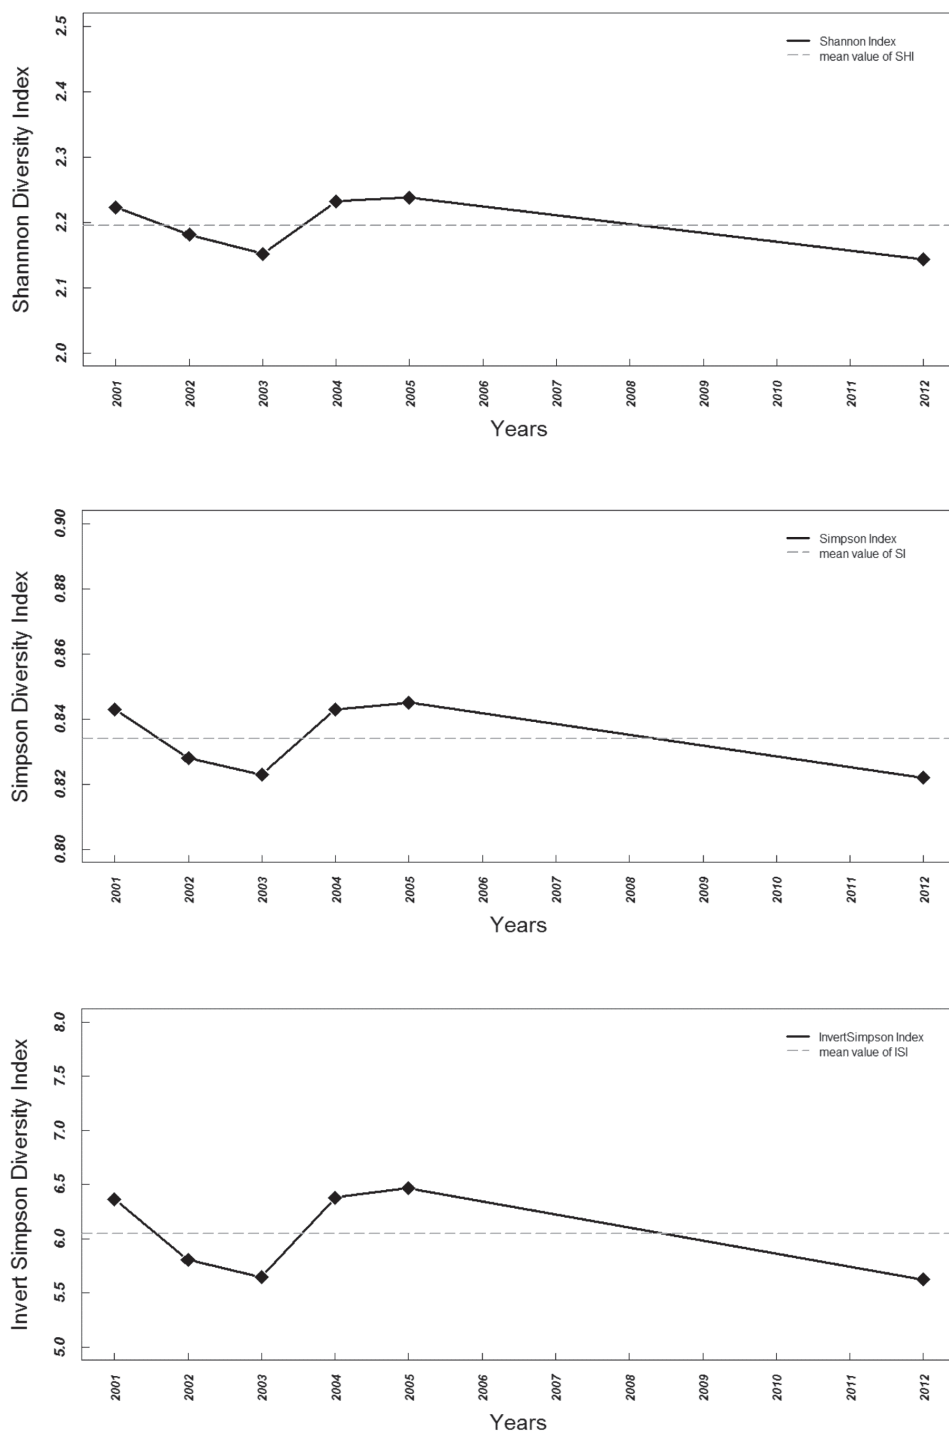 Shannon Diversity Index
2.5
2.4
2.3
2.2
2.1
2.0
Shannon Index
mean value of SHI
2001 2002 2003 2004 2005 2006 2007 2008 2009 2010 2011 2012
Years
Simpson Diversity Index
0.90
0.88
0.86
0.84
0.82
0.80
Simpson Index
mean value of SI
2001 2002 2003 2004 2005 2006 2007 2008 2009 2010 2011 2012
Years
Invert Simpson Diversity Index
8.0
7.5
7.0
6.5
6.0
5.5
5.0
InvertSimpson Index
mean value of ISI
2001 2002 2003 2004 2005 2006 2007 2008 2009 2010 2011 2012
Years